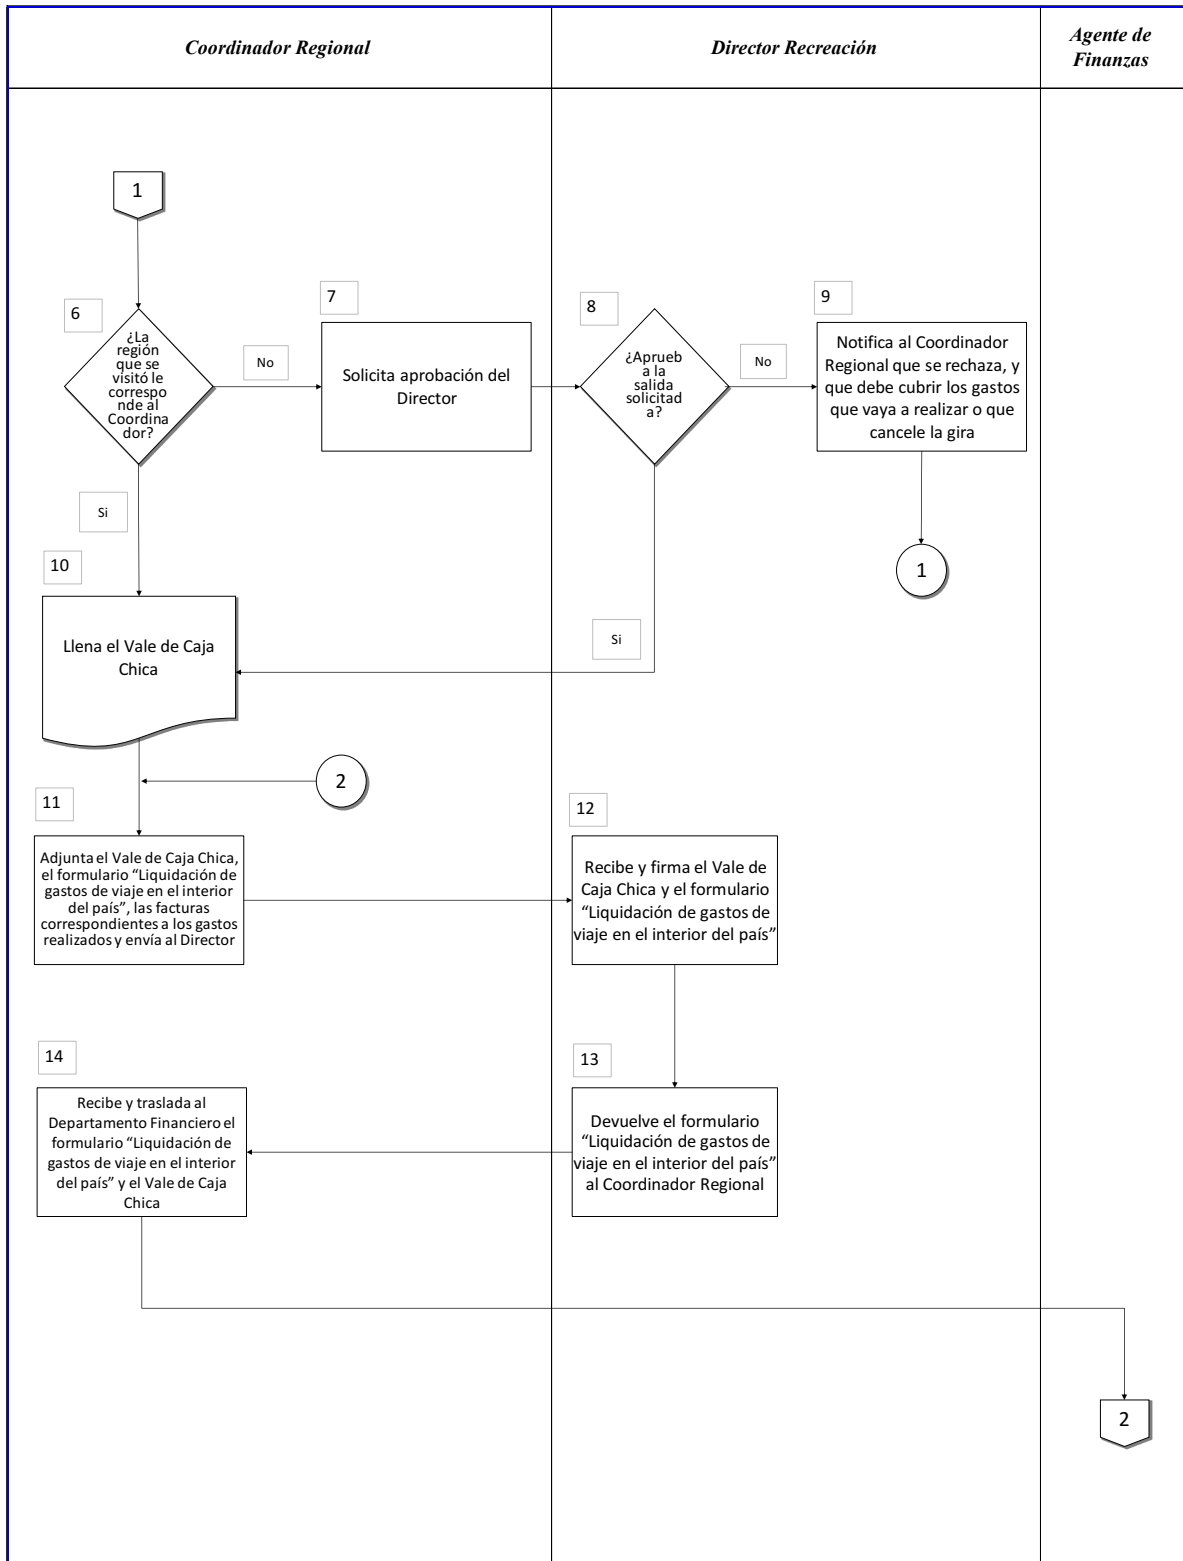 Coordinador Regional
Director Recreación
Agente de
Finanzas
1
6
¿La
región
que se
visitó le
correspo
nde al
Coordina
dor?
No
7
Solicita aprobación del
Director
8
¿Aprueb
a la
salida
solicitad
a?
No
9
Notifica al Coordinador
Regional que se rechaza, y
que debe cubrir los gastos
que vaya a realizar o que
cancele la gira
Si
1
10
Llena el Vale de Caja
Chica
Si
2
11
Adjunta el Vale de Caja Chica,
el formulario “Liquidación de
gastos de viaje en el interior
del país”, las facturas
correspondientes a los gastos
realizados y envía al Director
12
Recibe y firma el Vale de
Caja Chica y el formulario
“Liquidación de gastos de
viaje en el interior del país”
14
Recibe y traslada al
Departamento Financiero el
formulario “Liquidación de
gastos de viaje en el interior
del país” y el Vale de Caja
Chica
13
Devuelve el formulario
“Liquidación de gastos de
viaje en el interior del país”
al Coordinador Regional
2